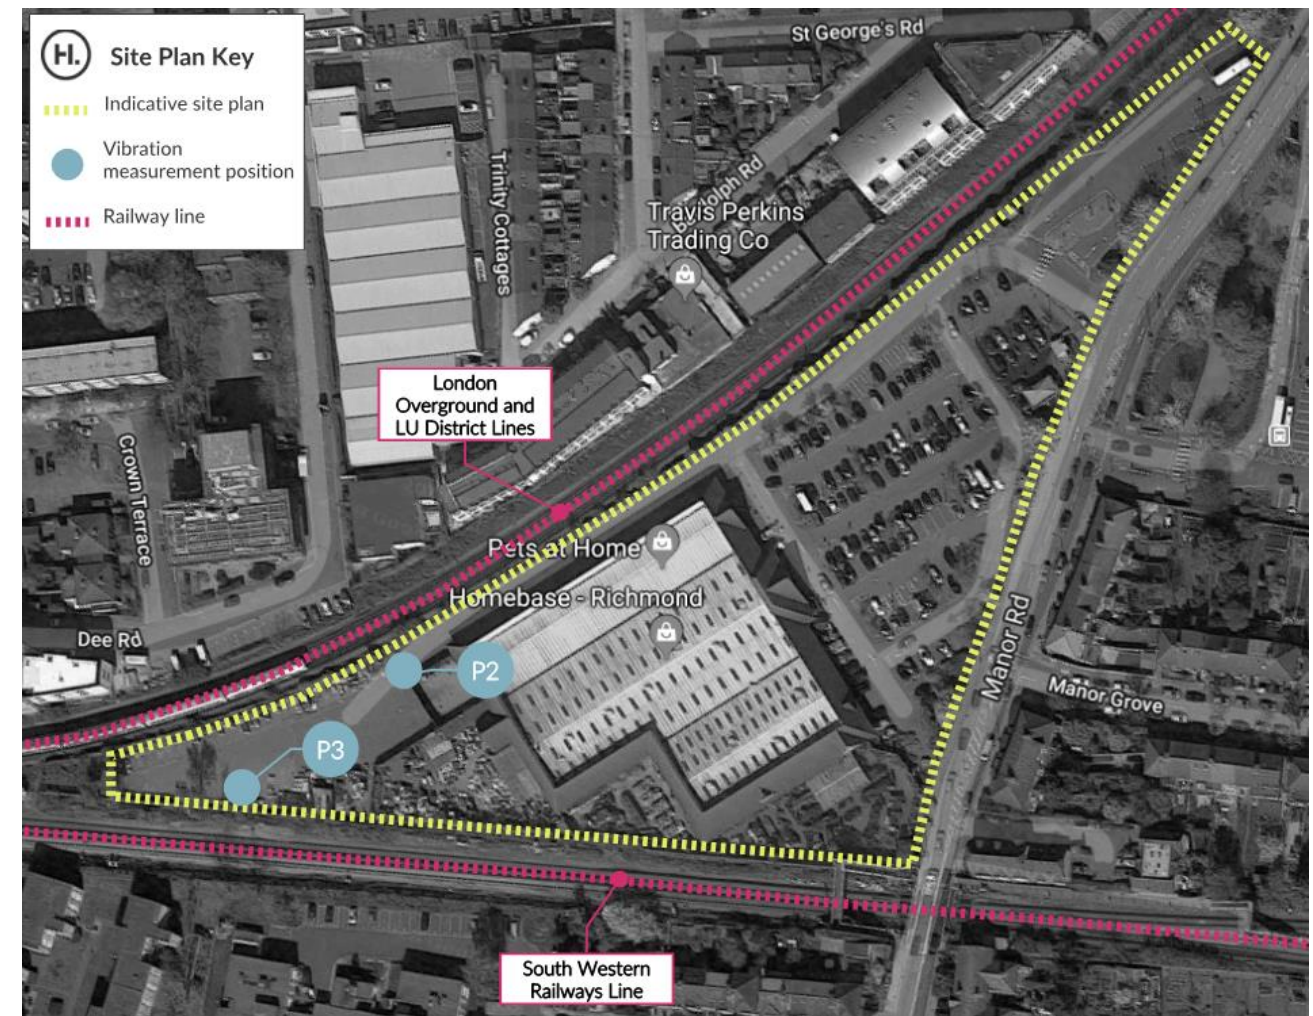 H.
Site Plan Key
Indicative site plan
Vibration
measurement position
Railway line
St George's Rd
Trinity Cottages
Travis Perkins
Trading Co
London
Overground and
LU District Lines
Crown Terrace
Pets at Home
Homebase - Richmond
Dee Rd
P2
P3
Manor Rd
Manor Grove
South Western
Railways Line